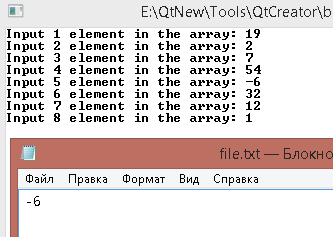 E:\QtNew\Tools\QtCreator\b
Input 1 element in the array: 19
Input 2 element in the array: 2
Input 3 element in the array: 7
Input 4 element in the array: 54
Input 5 element in the array: -6
Input 6 element in the array: 32
Input 7 element in the array: 12
Input 8 element in the array: 1
file.txt — Блокно
Файл Правка Формат Вид Справка
-6